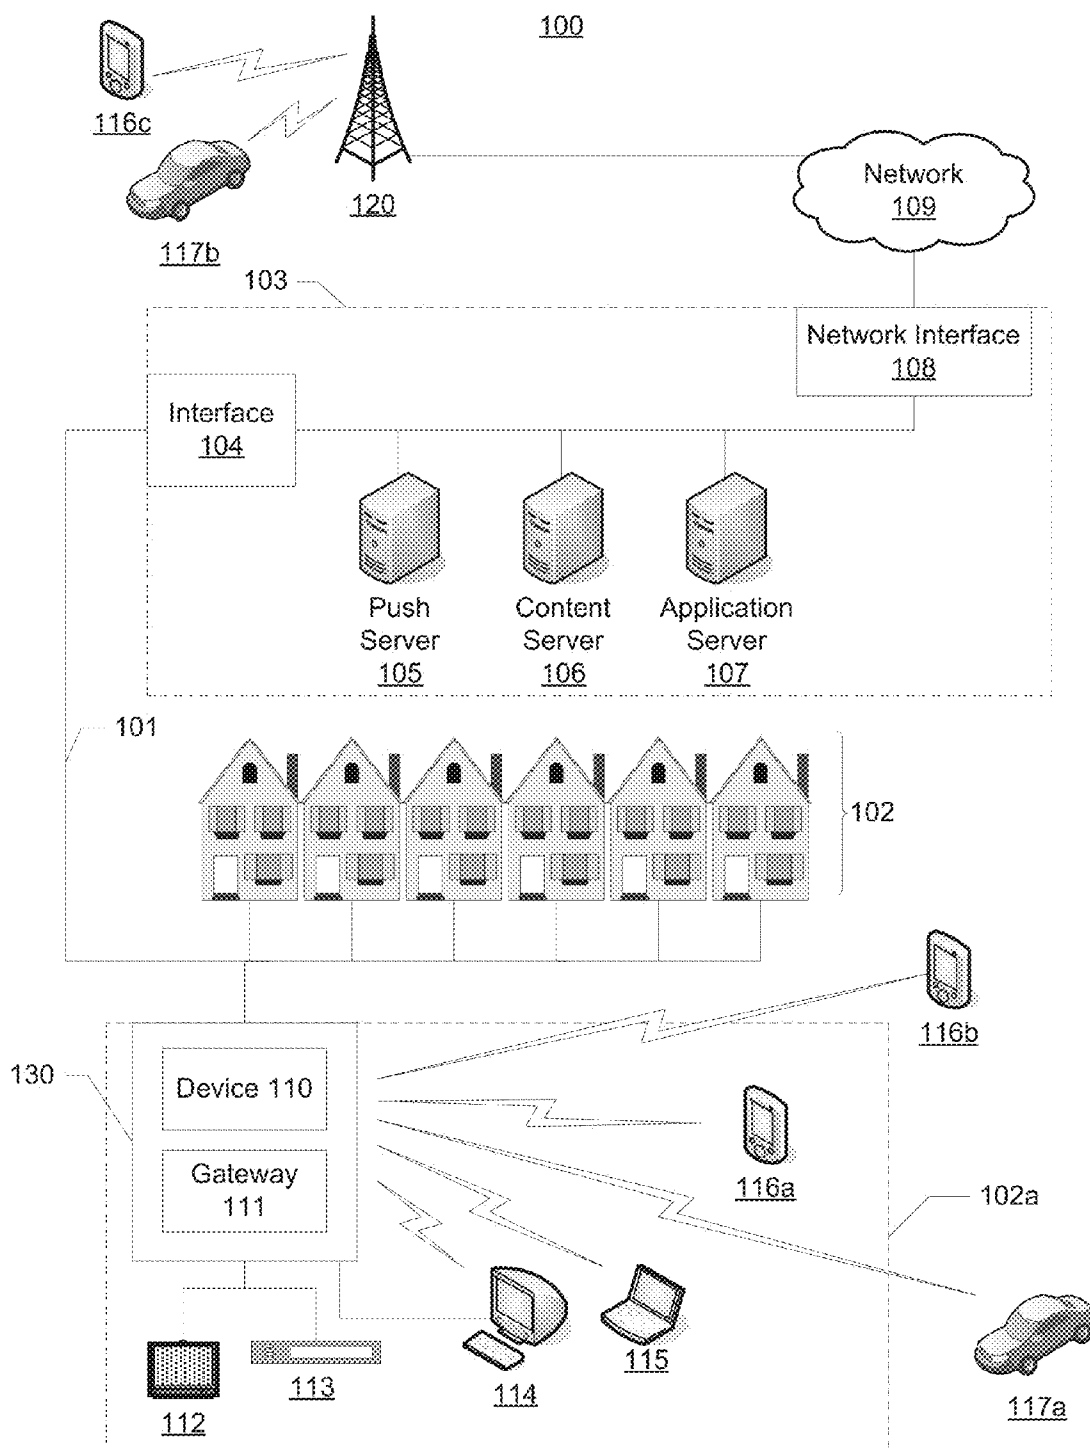 100
116c
117b
120
Network
109
103
Network Interface
108
Interface
104
Push
Server
105
Content
Server
106
Application
Server
107
101
102
116b
130
Device 110
Gateway
111
116a
102a
112
113
114
115
117a